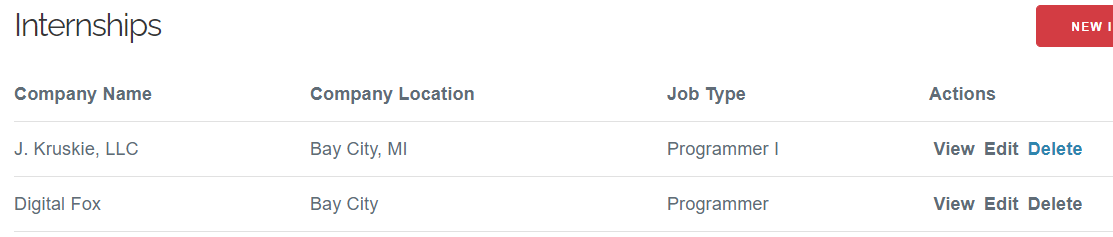 Internships
NEW I
Company Name Company Location Job Type Actions
J. Kruskie, LLC Bay City, MI Programmer I View Edit Delete
Digital Fox Bay City Programmer View Edit Delete